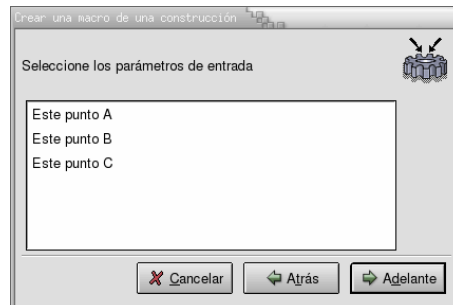 Crear una macro de una construcción
Seleccione los parámetros de entrada
Este punto A
Este punto B
Este punto C
Cancelar
Atrás
Adelante